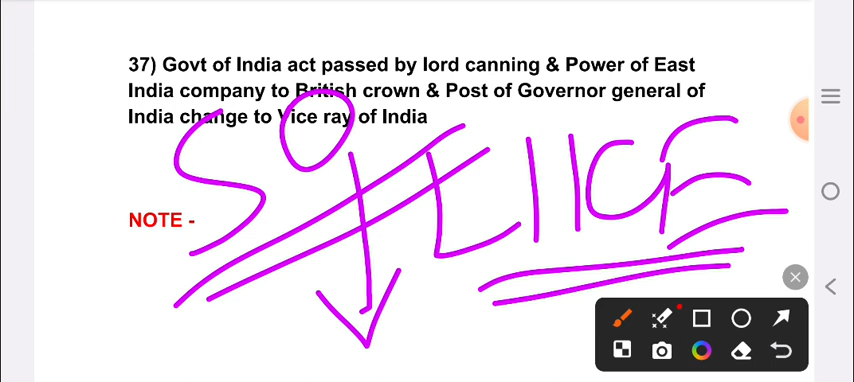 37) Govt of India act passed by lord canning & Power of East
India company to British crown & Post of Governor general of
India change to Vice ray of India
NOTE -